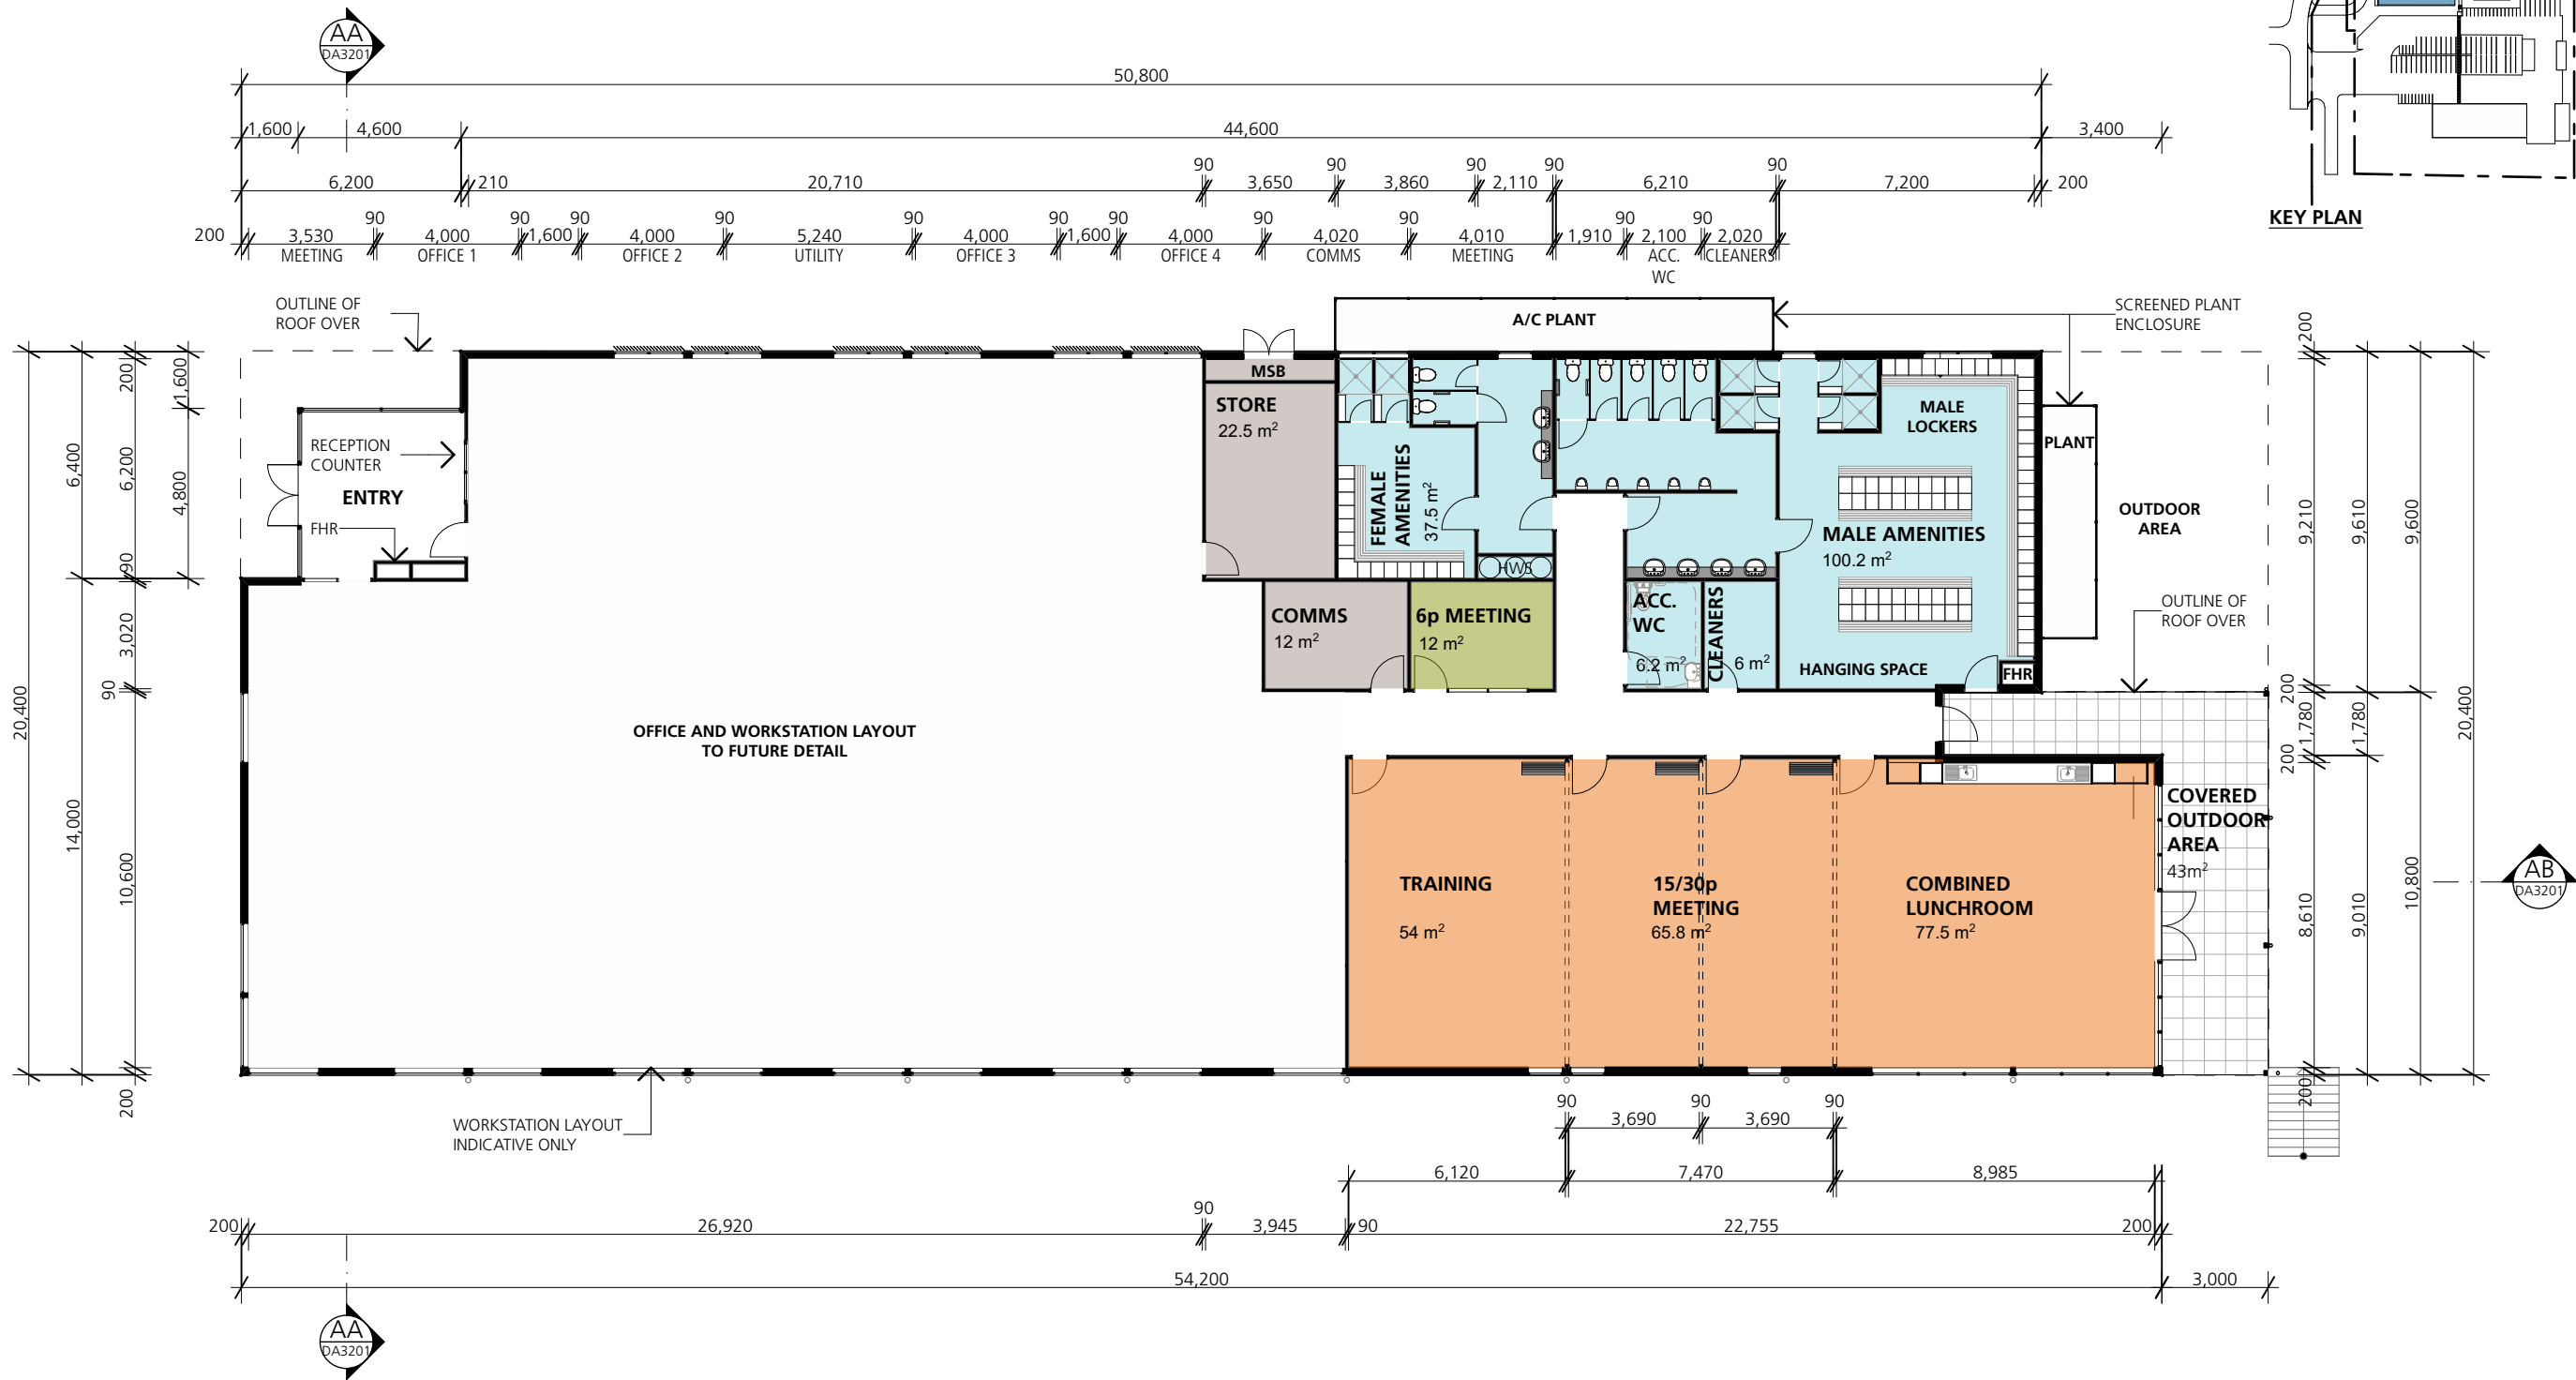 AA
DA3201
50,800
1,600
4,600
44,600
3,400
90
90
90
90
90
6,200
210
20,710
3,650
3,860
2,110
6,210
7,200
200
KEY PLAN
90
90
90
90
90
90
90
90
90
90
90
200
3,530
4,000
1,600
4,000
5,240
4,000
1,600
4,000
4,020
4,010
1,910
2,100
2,020
MEETING
OFFICE 1
OFFICE 2
UTILITY
OFFICE 3
OFFICE 4
COMMS
MEETING
ACC.
WC
CLEANERS
OUTLINE OF
ROOF OVER
A/C PLANT
SCREENED PLANT
ENCLOSURE
20,400
6,400
14,000
200
6,200
90
3,020
90
10,600
200
1,600
4,800
RECEPTION
COUNTER
ENTRY
FHR
MSB
STORE
22.5 m²
FEMALE
AMENITIES
37.5 m²
HWS
MALE
LOCKERS
PLANT
MALE AMENITIES
100.2 m²
OUTDOOR
AREA
OUTLINE OF
ROOF OVER
COMMS
12 m²
6p MEETING
12 m²
ACC.
WC
6.2 m²
CLEANERS
6 m²
HANGING SPACE
FHR
200
9,210
200
1,780
200
8,610
200
9,610
1,780
9,010
9,600
10,800
20,400
OFFICE AND WORKSTATION LAYOUT
TO FUTURE DETAIL
COVERED
OUTDOOR
AREA
43m²
TRAINING
54 m²
15/30p
MEETING
65.8 m²
COMBINED
LUNCHROOM
77.5 m²
AB
DA3201
WORKSTATION LAYOUT
INDICATIVE ONLY
90
90
90
3,690
3,690
6,120
7,470
8,985
90
200
26,920
3,945
90
22,755
200
54,200
3,000
AA
DA3201